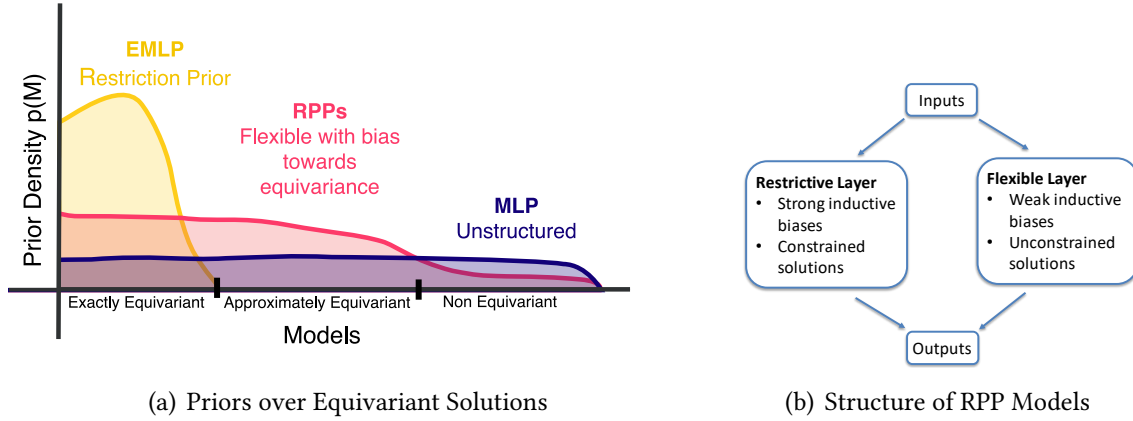 EMLP
Restriction Prior
RPPs
Flexible with bias
towards
equivariance
MLP
Unstructured
Prior Density p(M)
Exactly Equivariant
Approximately Equivariant
Non Equivariant
Models
(a) Priors over Equivariant Solutions
Inputs
Restrictive Layer
• Strong inductive
biases
• Constrained
solutions
Flexible Layer
• Weak inductive
biases
• Unconstrained
solutions
Outputs
(b) Structure of RPP Models